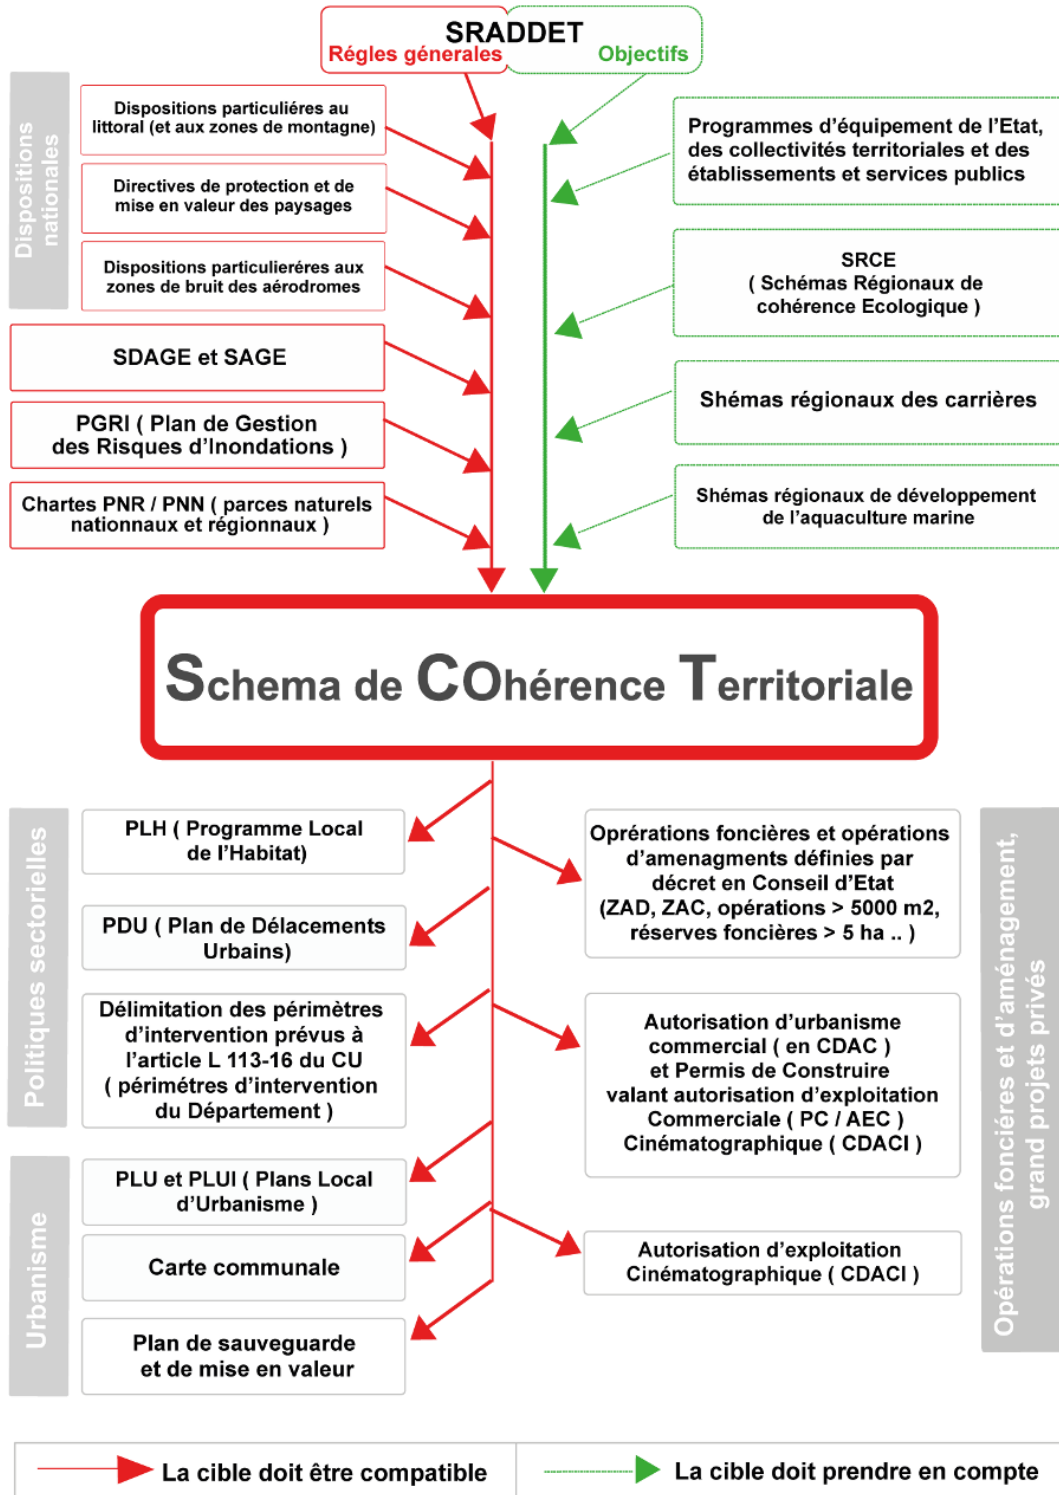 SRADDET
Régles génerales
Objectifs
Dispositions
nationales
Dispositions particuliéres au
littoral (et aux zones de montagne)
Directives de protection et de
mise en valeur des paysages
Dispositions particulieréres aux
zones de bruit des aérodromes
SDAGE et SAGE
PGRI ( Plan de Gestion
des Risques d'Inondations )
Chartes PNR / PNN ( parces naturels
nationnaux et régionnaux )
Programmes d'équipement de l'Etat,
des collectivités territoriales et des
établissements et services publics
SRCE
( Schémas Régionaux de
cohérence Ecologique )
Shémas régionaux des carrières
Shémas régionaux de développement
de l'aquaculture marine
Schema de COhérence Territoriale
Politiques sectorielles
PLH ( Programme Local
de l'Habitat)
PDU ( Plan de Délacements
Urbains)
Délimitation des périmètres
d'intervention prévus à
l'article L 113-16 du CU
( périmétres d'intervention
du Département )
Urbanisme
PLU et PLUI ( Plans Local
d'Urbanisme )
Carte communale
Plan de sauveguarde
et de mise en valeur
Oprérations foncières et opérations
d'amenagments définies par
décret en Conseil d'Etat
(ZAD, ZAC, opérations > 5000 m2,
réserves foncières > 5 ha .. )
Autorisation d'urbanisme
commercial ( en CDAC )
et Permis de Construire
valant autorisation d'exploitation
Commerciale ( PC / AEC )
Cinématographique ( CDACI )
Autorisation d'exploitation
Cinématographique ( CDACI )
Opérations fonciéres et d'aménagement,
grand projets privés
La cible doit être compatible
La cible doit prendre en compte